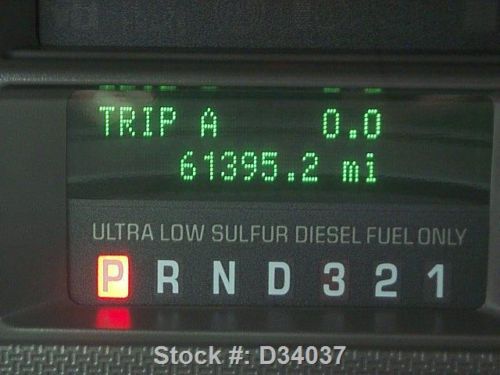 TRIP A 0.0
61395.2 mi
ULTRA LOW SULFUR DIESEL FUEL ONLY
P R N D 3 2 1
Stock #: D34037